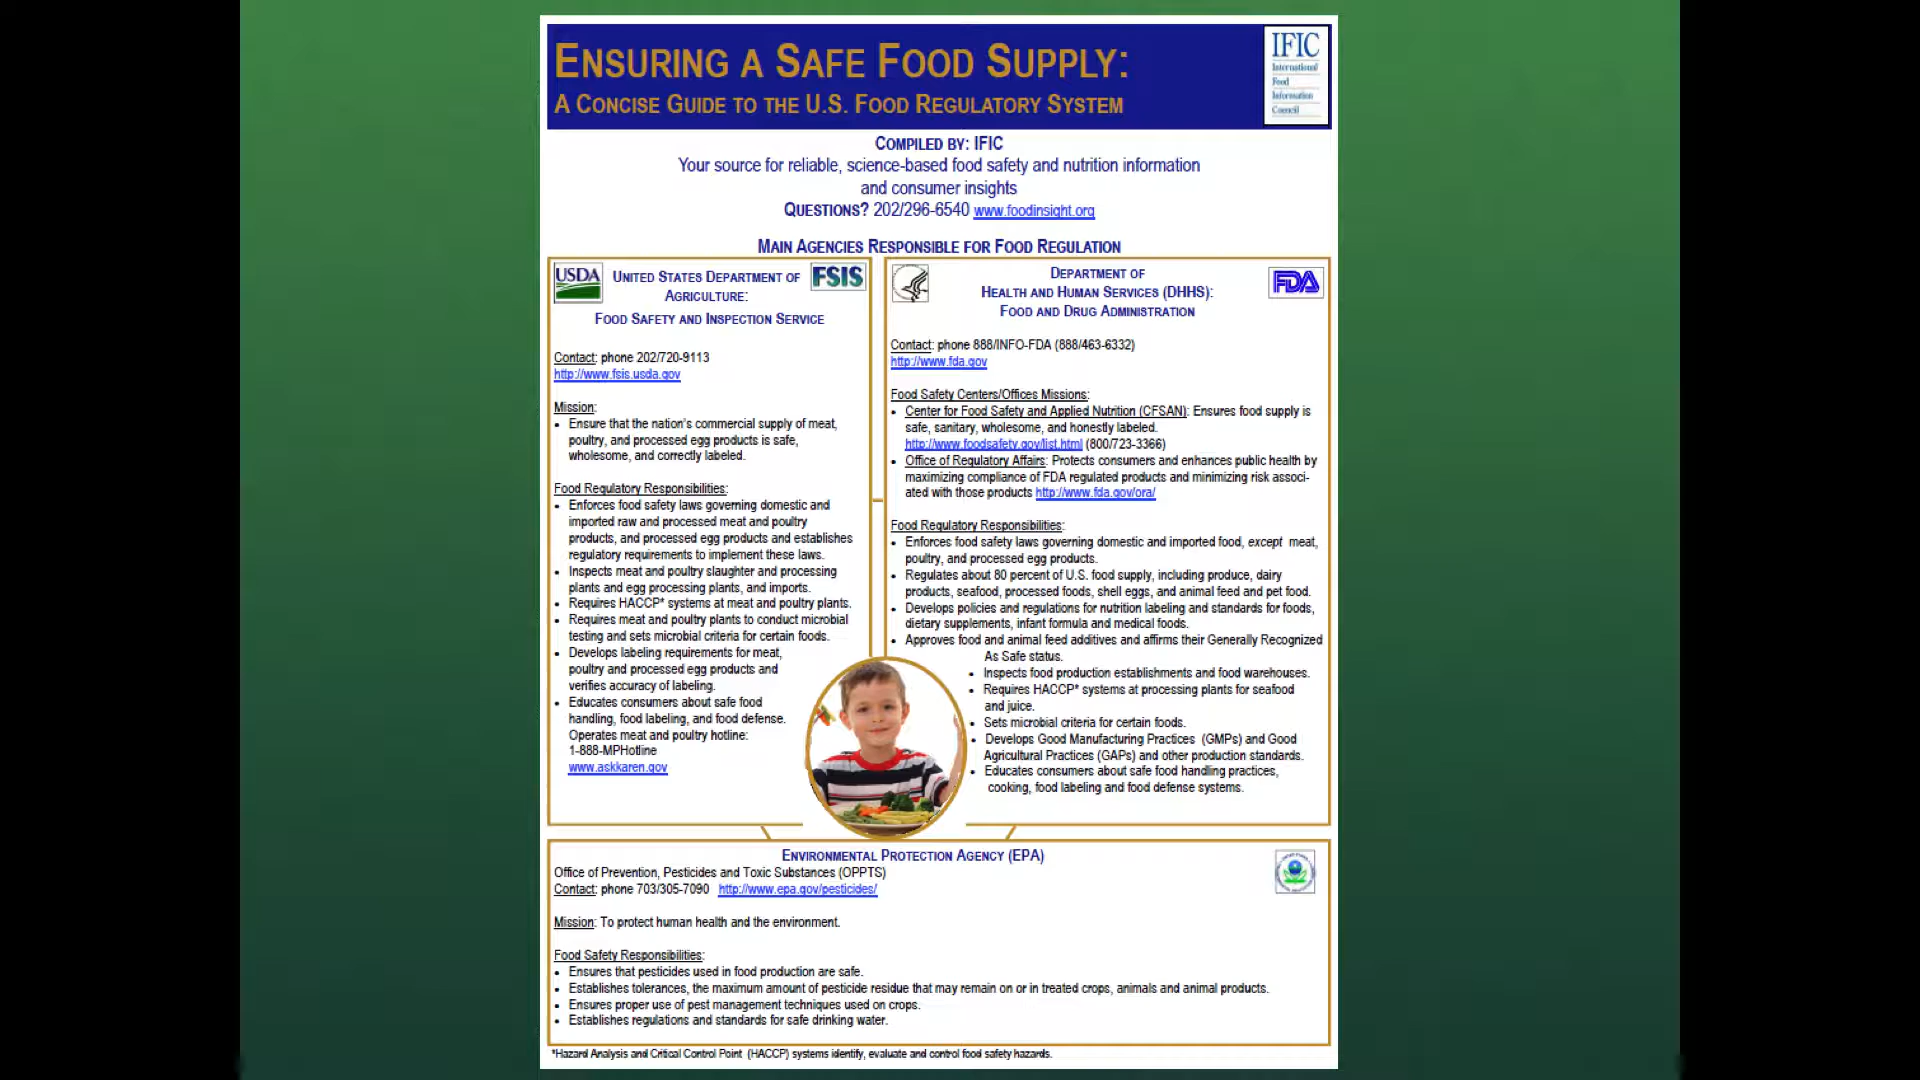 ENSURING A SAFE FOOD SUPPLY:
A CONCISE GUIDE TO THE U.S. FOOD REGULATORY SYSTEM
IFIC
International
Food
Information
Council
COMPILED BY: IFIC
Your source for reliable, science-based food safety and nutrition information
and consumer insights
QUESTIONS? 202/296-6540 www.foodinsight.org
MAIN AGENCIES RESPONSIBLE FOR FOOD REGULATION
USDA
UNITED STATES DEPARTMENT OF
AGRICULTURE:
FOOD SAFETY AND INSPECTION SERVICE
FSIS
Contact: phone 202/720-9113
http://www.fsis.usda.gov
Mission:
• Ensure that the nation's commercial supply of meat,
poultry, and processed egg products is safe,
wholesome, and correctly labeled.
Food Regulatory Responsibilities:
• Enforces food safety laws governing domestic and
imported raw and processed meat and poultry
products, and processed egg products and establishes
regulatory requirements to implement these laws.
• Inspects meat and poultry slaughter and processing
plants and egg processing plants, and imports.
• Requires HACCP* systems at meat and poultry plants.
• Requires meat and poultry plants to conduct microbial
testing and sets microbial criteria for certain foods.
• Develops labeling requirements for meat,
poultry and processed egg products and
verifies accuracy of labeling.
• Educates consumers about safe food
handling, food labeling, and food defense.
Operates meat and poultry hotline:
1-888-MPHotline
www.askkaren.gov
DEPARTMENT OF
HEALTH AND HUMAN SERVICES (DHHS):
FOOD AND DRUG ADMINISTRATION
FDA
Contact: phone 888/INFO-FDA (888/463-6332)
http://www.fda.gov
Food Safety Centers/Offices Missions:
• Center for Food Safety and Applied Nutrition (CFSAN): Ensures food supply is
safe, sanitary, wholesome, and honestly labeled.
http://www.foodsafety.gov/list.html (800/723-3366)
• Office of Regulatory Affairs: Protects consumers and enhances public health by
maximizing compliance of FDA regulated products and minimizing risk associ-
ated with those products http://www.fda.gov/ora/
Food Regulatory Responsibilities:
• Enforces food safety laws governing domestic and imported food, except meat,
poultry, and processed egg products.
• Regulates about 80 percent of U.S. food supply, including produce, dairy
products, seafood, processed foods, shell eggs, and animal feed and pet food.
• Develops policies and regulations for nutrition labeling and standards for foods,
dietary supplements, infant formula and medical foods.
• Approves food and animal feed additives and affirms their Generally Recognized
As Safe status.
• Inspects food production establishments and food warehouses.
• Requires HACCP* systems at processing plants for seafood
and juice.
• Sets microbial criteria for certain foods.
• Develops Good Manufacturing Practices (GMPs) and Good
Agricultural Practices (GAPs) and other production standards.
• Educates consumers about safe food handling practices,
cooking, food labeling and food defense systems.
ENVIRONMENTAL PROTECTION AGENCY (EPA)
Office of Prevention, Pesticides and Toxic Substances (OPPTS)
Contact: phone 703/305-7090 http://www.epa.gov/pesticides/
Mission: To protect human health and the environment.
Food Safety Responsibilities:
• Ensures that pesticides used in food production are safe.
• Establishes tolerances, the maximum amount of pesticide residue that may remain on or in treated crops, animals and animal products.
• Ensures proper use of pest management techniques used on crops.
• Establishes regulations and standards for safe drinking water.
*Hazard Analysis and Critical Control Point (HACCP) systems identify, evaluate and control food safety hazards.